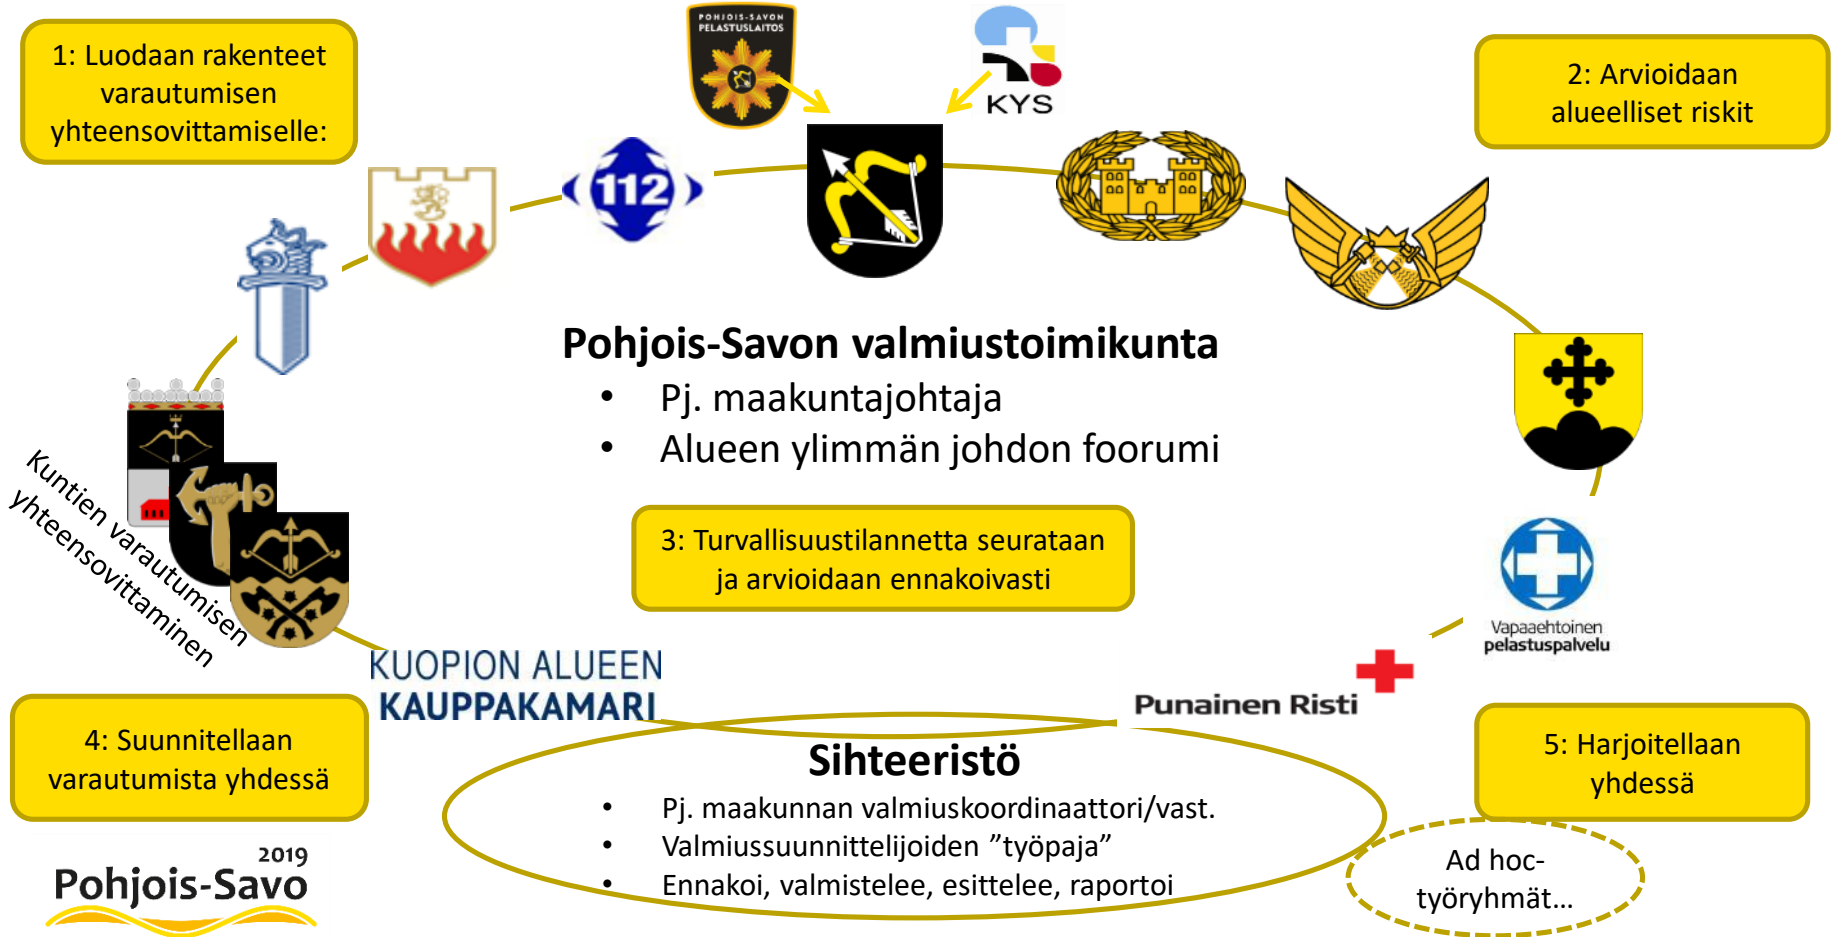 1: Luodaan rakenteet
varautumisen
yhteensovittamiselle:
POHJOIS-SAVON
PELASTUSLAITOS
KYS
2: Arvioidaan
alueelliset riskit
112
Pohjois-Savon valmiustoimikunta
• Pj. maakuntajohtaja
• Alueen ylimmän johdon foorumi
Kuntien varautumisen
yhteensovittaminen
3: Turvallisuustilannetta seurataan
ja arvioidaan ennakoivasti
Vapaaehtoinen
pelastuspalvelu
KUOPION ALUEEN
KAUPPAKAMARI
Punainen Risti
4: Suunnitellaan
varautumista yhdessä
Sihteeristö
• Pj. maakunnan valmiuskoordinaattori/vast.
• Valmiussuunnittelijoiden ”työpaja”
• Ennakoi, valmistelee, esittelee, raportoi
5: Harjoitellaan
yhdessä
Ad hoc-
työryhmät...
2019
Pohjois-Savo